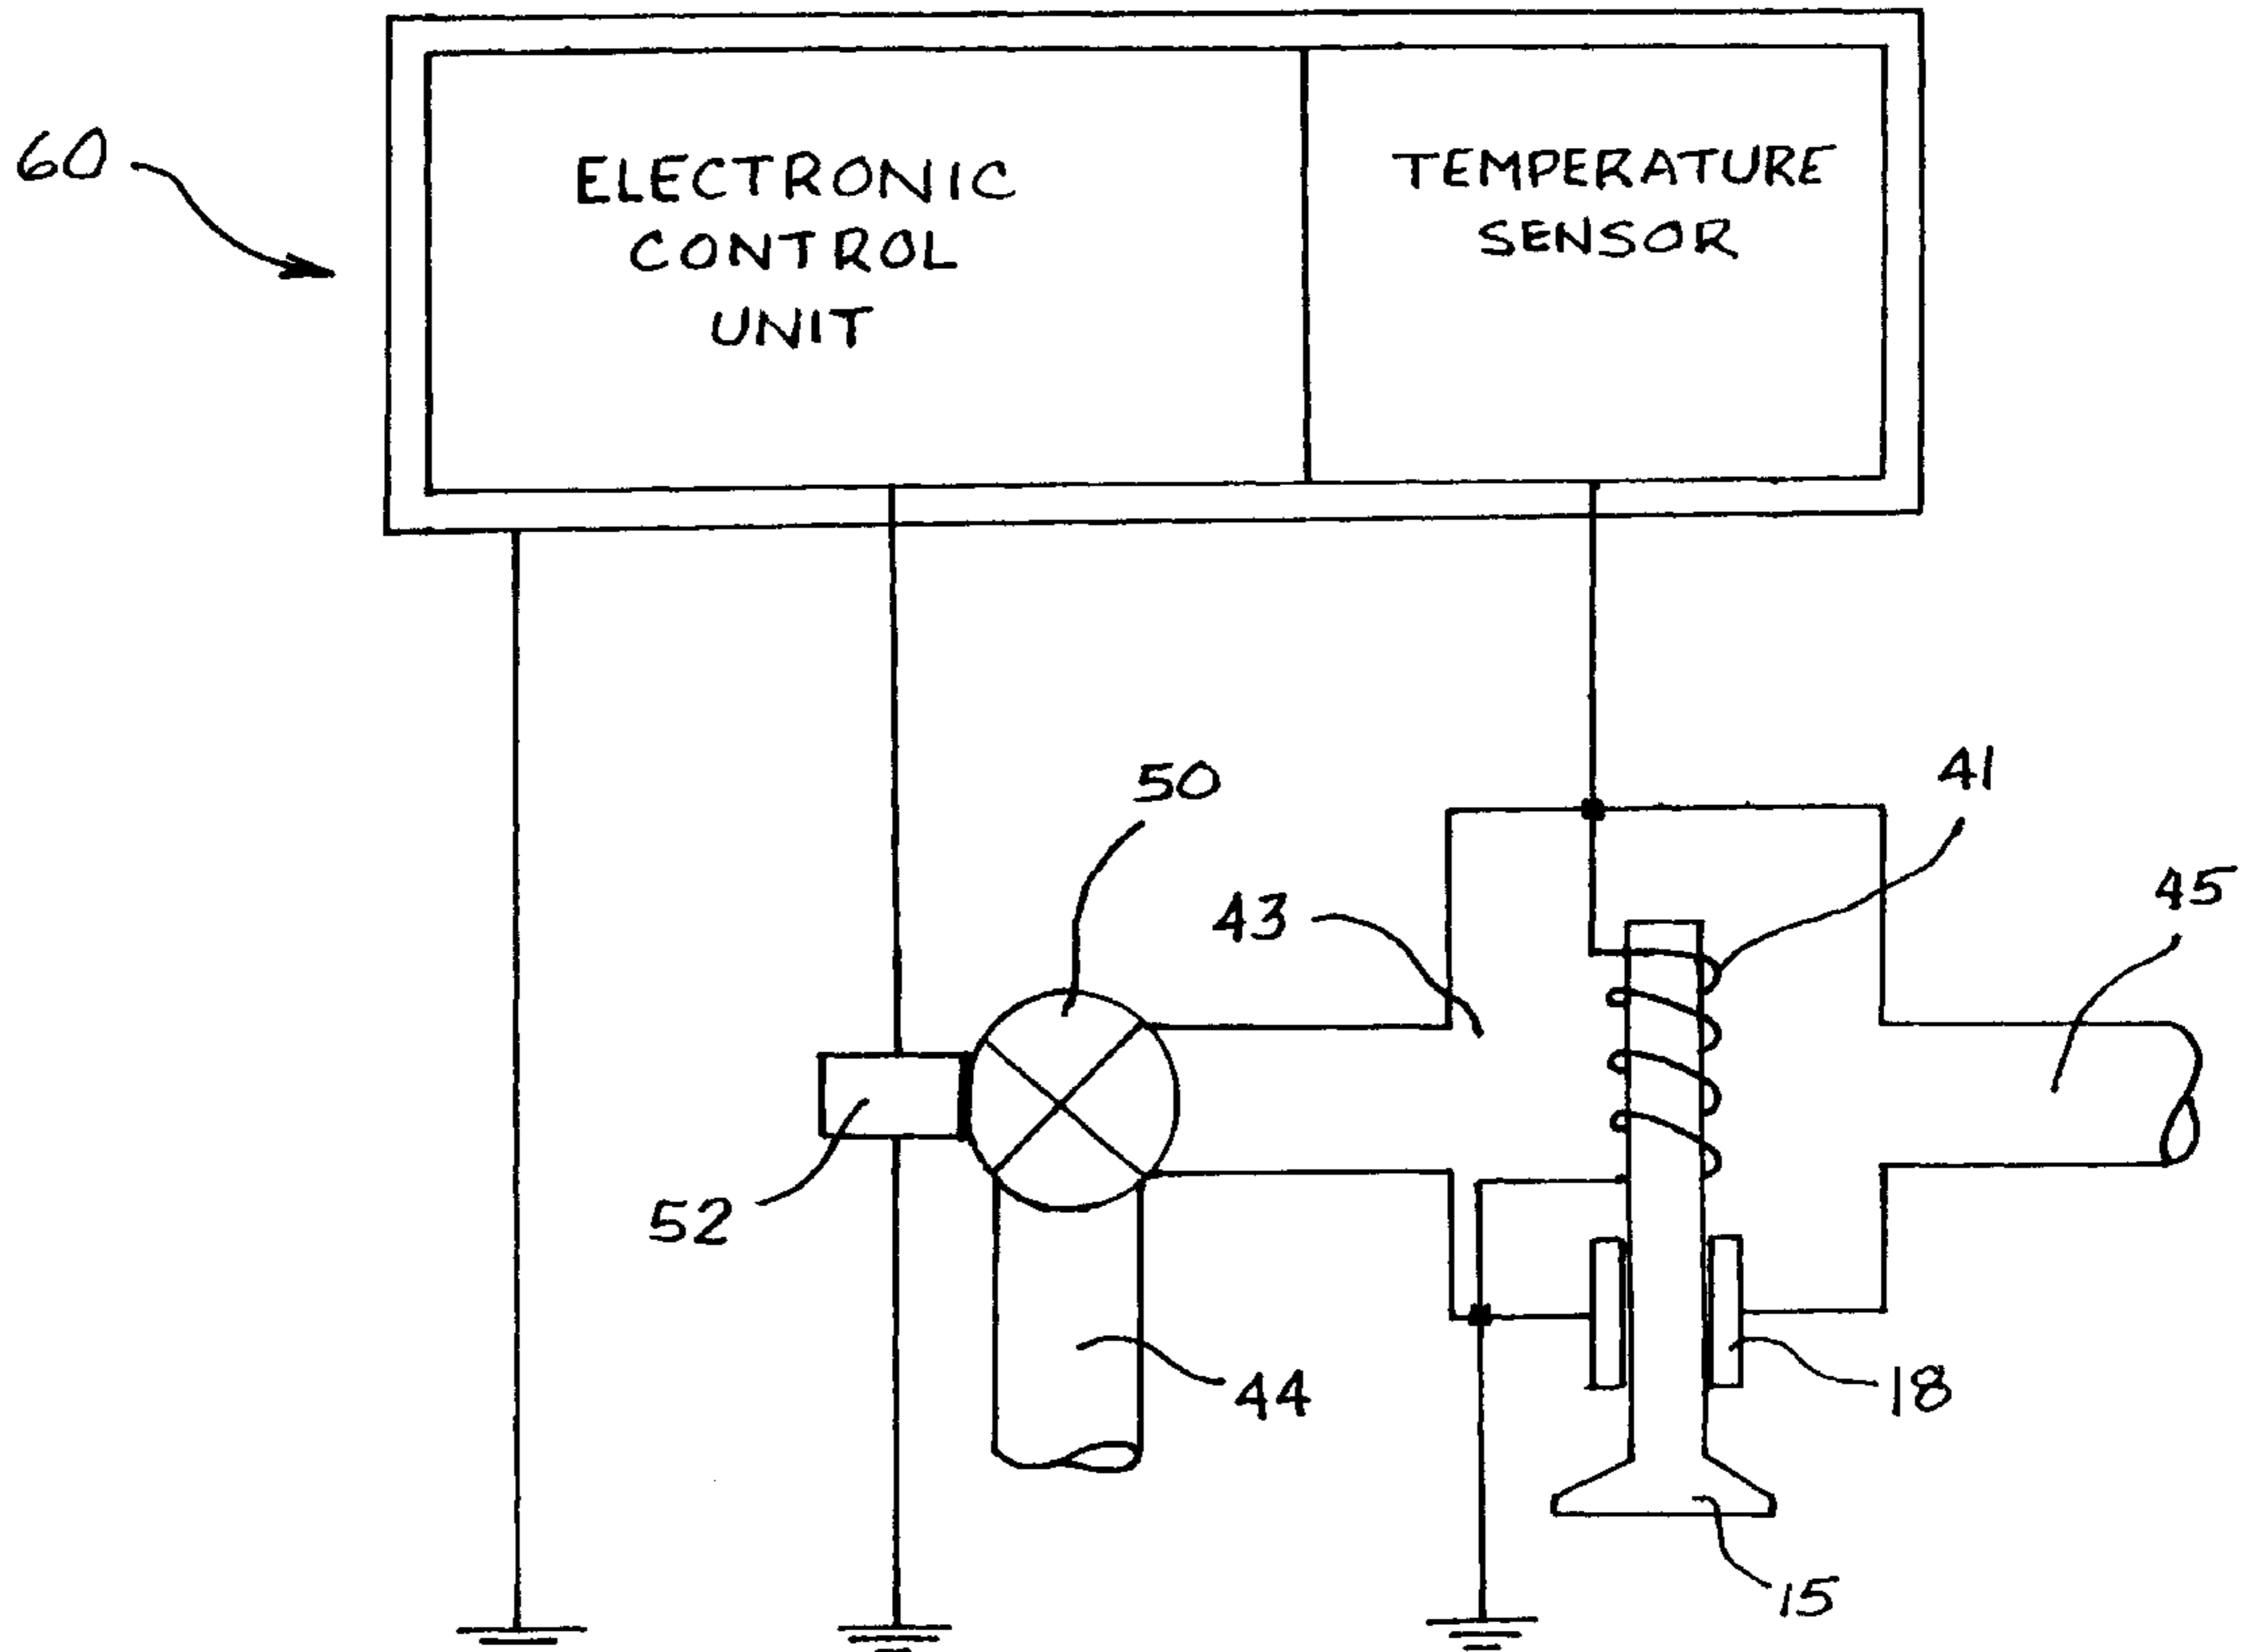 60
ELECTRONIC
CONTROL
UNIT
TEMPERATURE
SENSOR
50
41
43
45
52
44
18
15